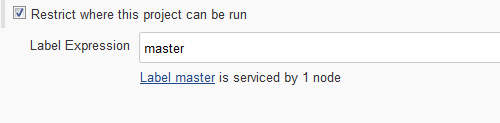 Restrict where this project can be run
Label Expression
master
Label master is serviced by 1 node